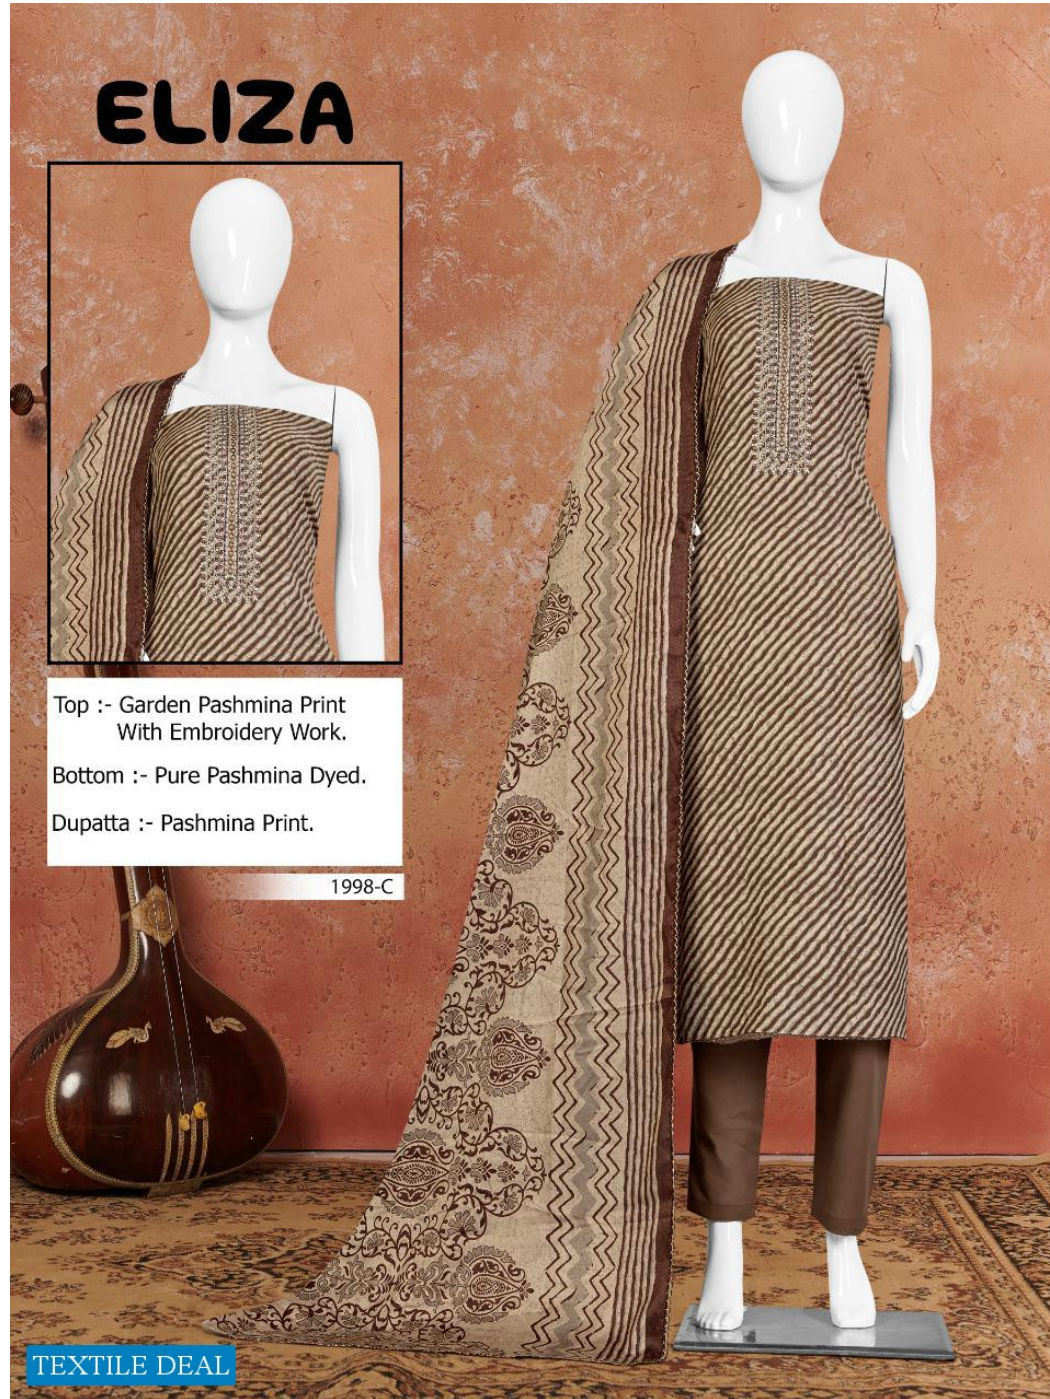 ELIZA
Top :- Garden Pashmina Print
With Embroidery Work.
Bottom :- Pure Pashmina Dyed.
Dupatta :- Pashmina Print.
1998-C
TEXTILE DEAL